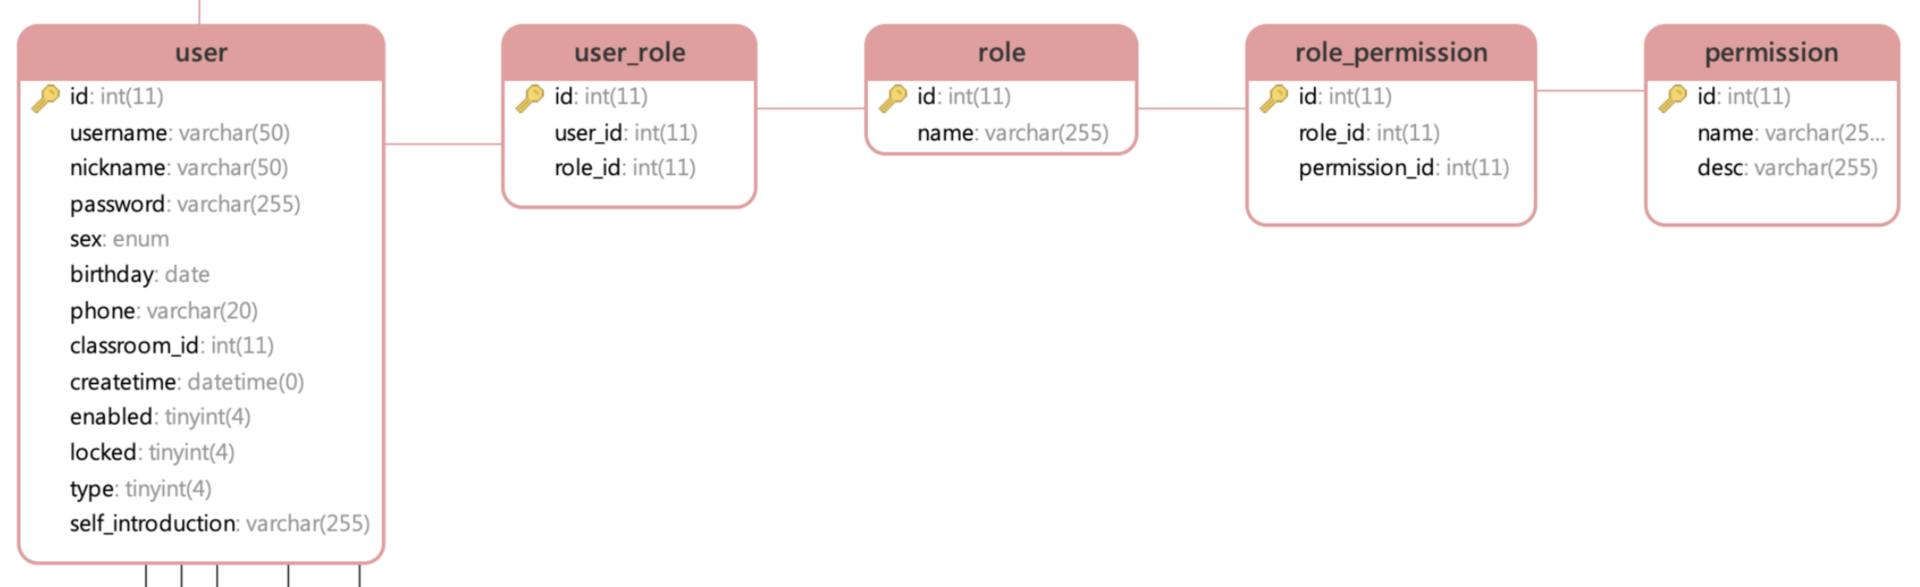 user
id: int(11)
username: varchar(50)
nickname: varchar(50)
password: varchar(255)
sex: enum
birthday: date
phone: varchar(20)
classroom_id: int(11)
createtime: datetime(0)
enabled: tinyint(4)
locked: tinyint(4)
type: tinyint(4)
self_introduction: varchar(255)
user_role
id: int(11)
user_id: int(11)
role_id: int(11)
role
id: int(11)
name: varchar(255)
role_permission
id: int(11)
role_id: int(11)
permission_id: int(11)
permission
id: int(11)
name: varchar(25...
desc: varchar(255)